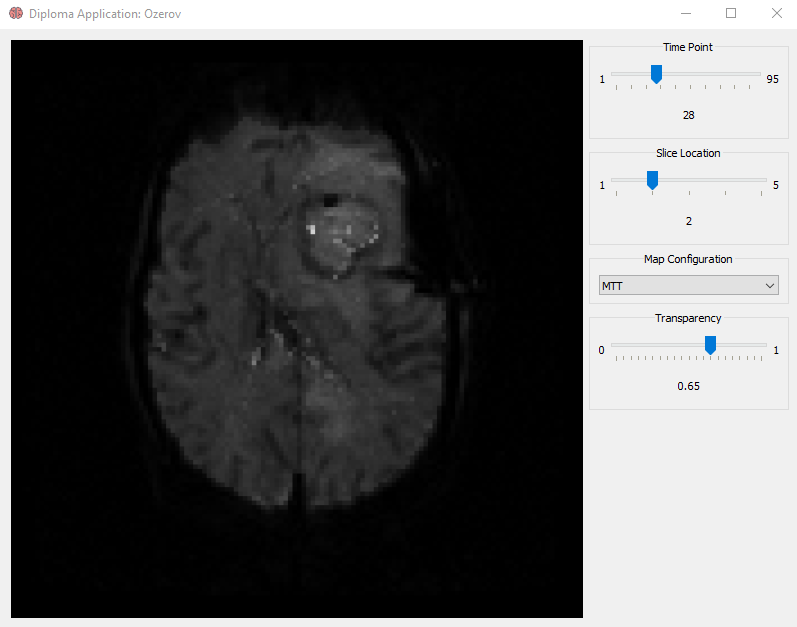 Diploma Application: Ozerov
Time Point
1 95
28
Slice Location
1 5
2
Map Configuration
MTT
Transparency
0 1
0.65